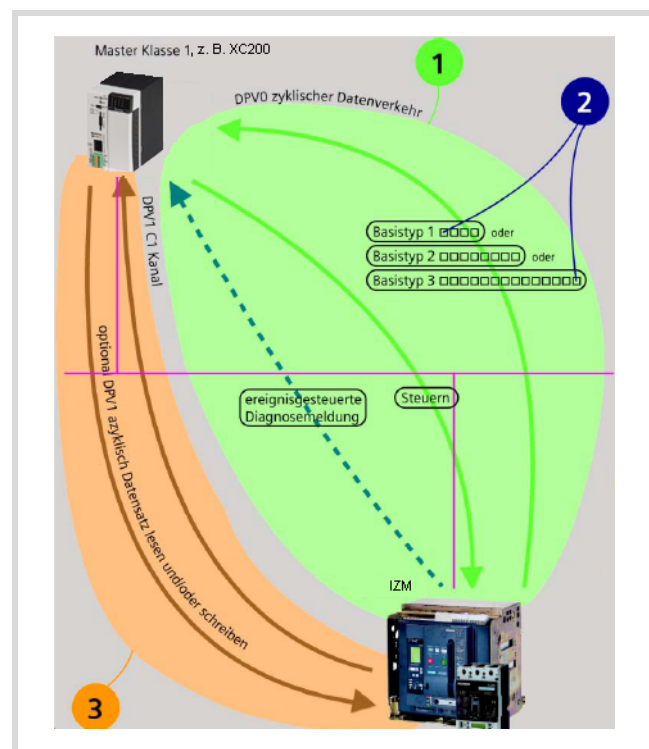 Master Klasse 1, z. B. XC200
1
DPV0 zyklischer Datenverkehr
2
DPV1 C1 Kanal
Basistyp 1 oder
Basistyp 2 oder
Basistyp 3
optional DPV1 azyklisch Datensatz lesen und/oder schreiben
ereignisgesteuerte
Diagnosemeldung
Steuern
IZM
3